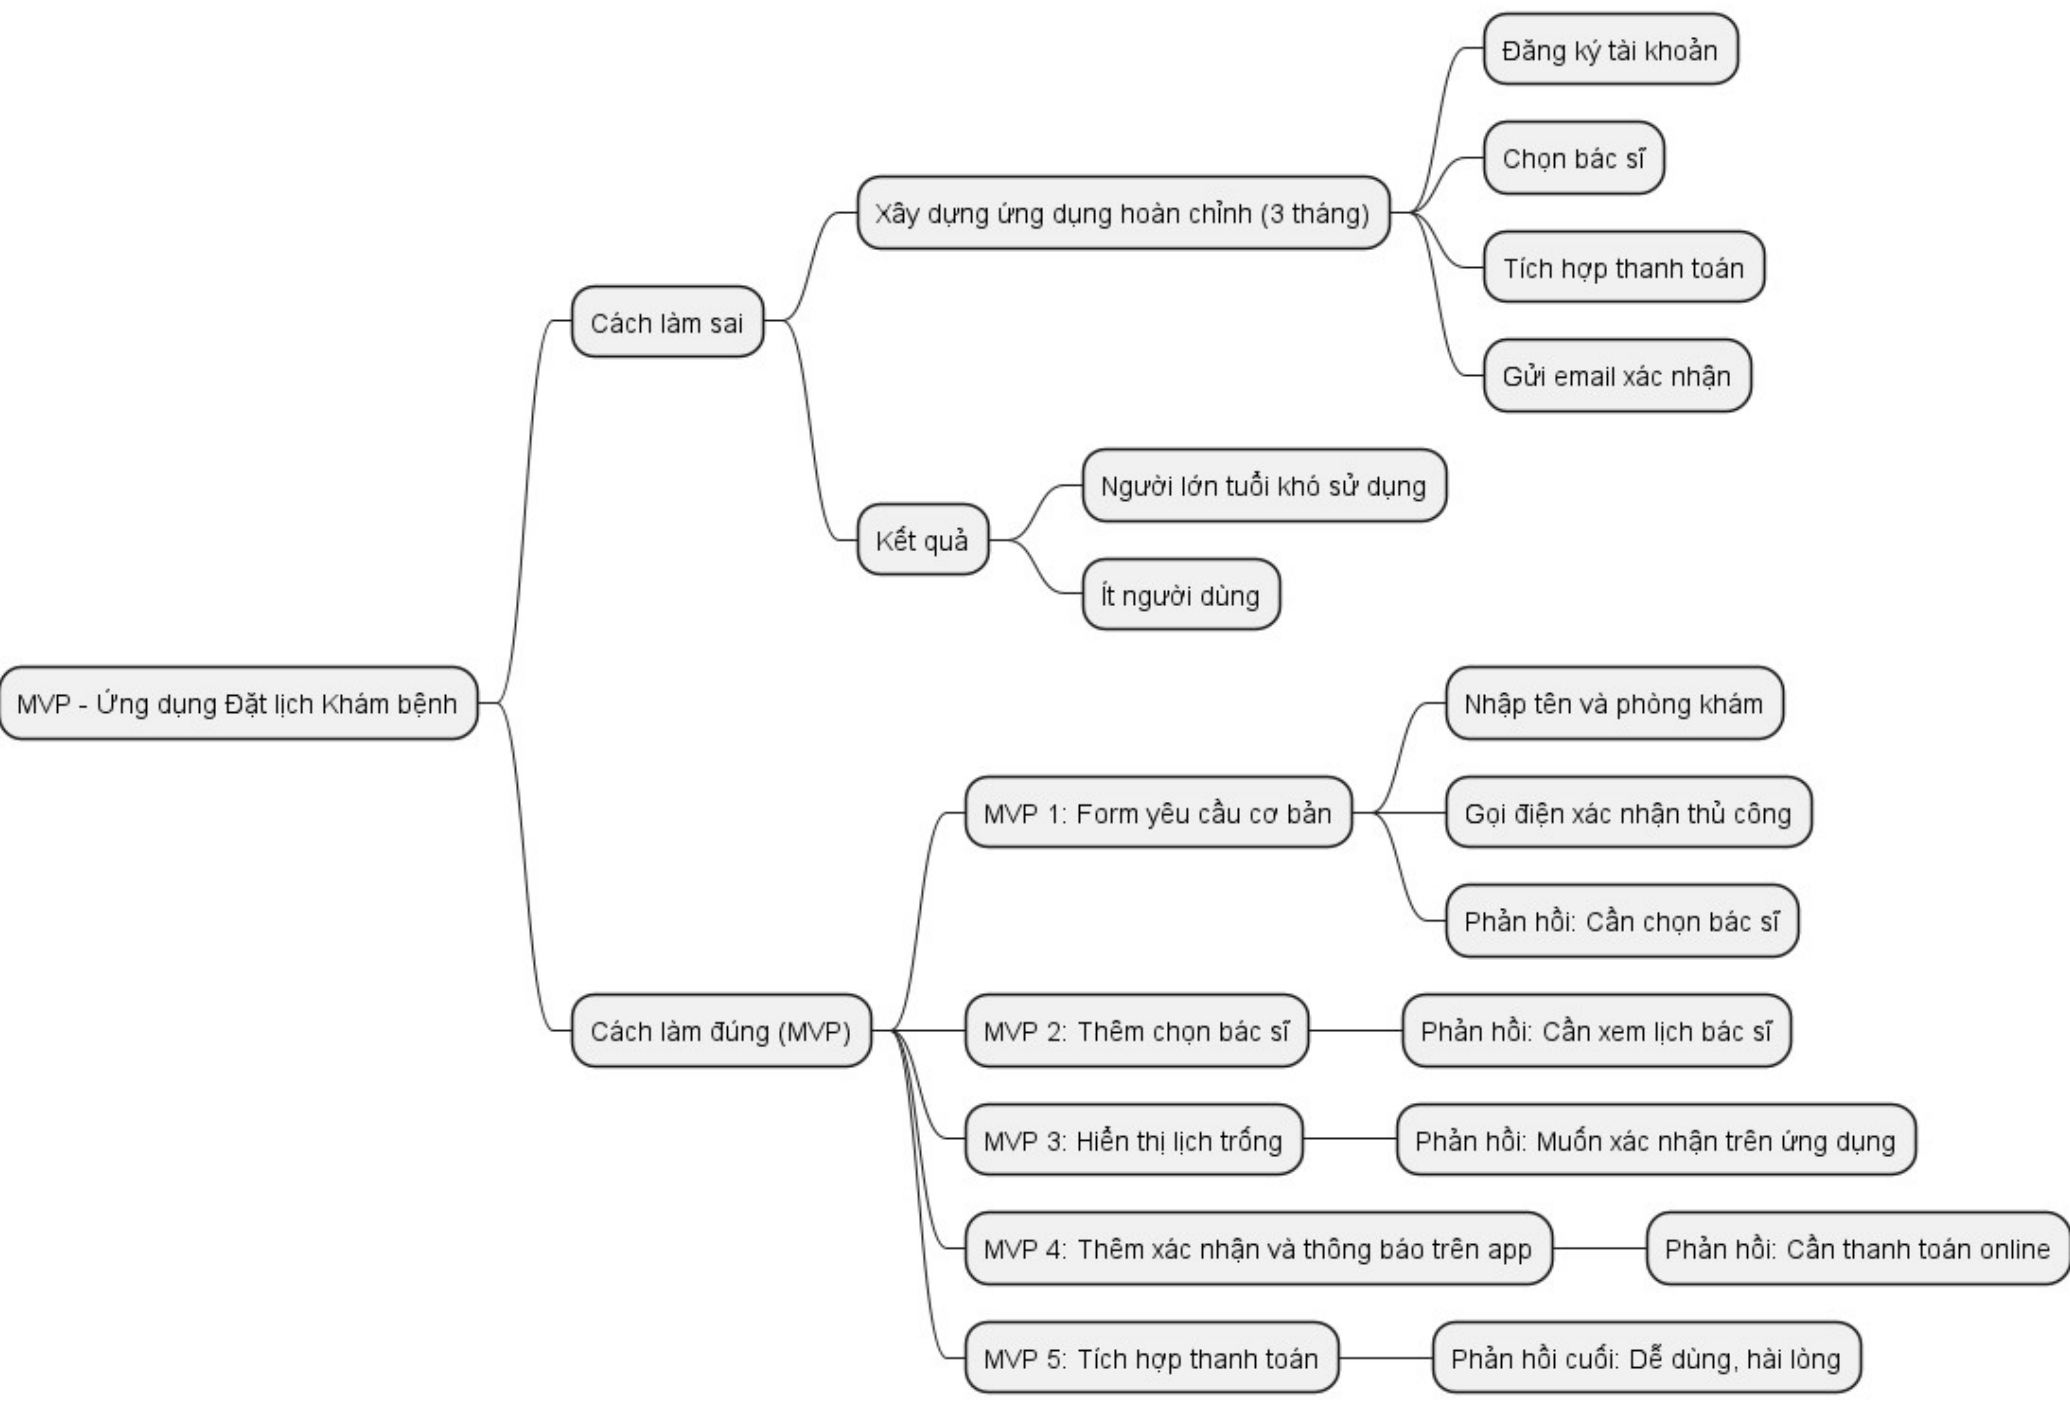 MVP - Ứng dụng Đặt lịch Khám bệnh
Cách làm sai
Xây dựng ứng dụng hoàn chỉnh (3 tháng)
Đăng ký tài khoản
Chọn bác sĩ
Tích hợp thanh toán
Gửi email xác nhận
Kết quả
Người lớn tuổi khó sử dụng
Ít người dùng
Cách làm đúng (MVP)
MVP 1: Form yêu cầu cơ bản
Nhập tên và phòng khám
Gọi điện xác nhận thủ công
Phản hồi: Cần chọn bác sĩ
MVP 2: Thêm chọn bác sĩ
Phản hồi: Cần xem lịch bác sĩ
MVP 3: Hiển thị lịch trống
Phản hồi: Muốn xác nhận trên ứng dụng
MVP 4: Thêm xác nhận và thông báo trên app
Phản hồi: Cần thanh toán online
MVP 5: Tích hợp thanh toán
Phản hồi cuối: Dễ dùng, hài lòng